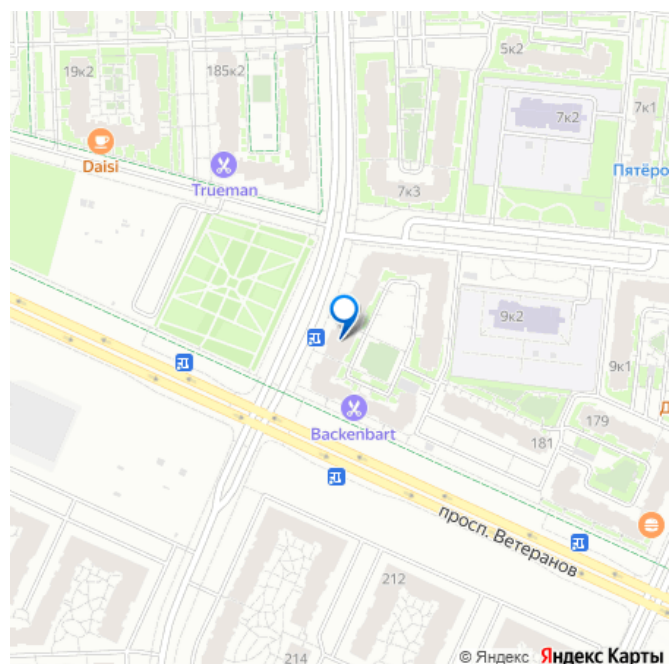 5к2
19к2
185к2
7к1
7к2
Daisi
Пятёро
Trueman
7к3
9к2
9к1
Д
179
Backenbart
181
просп. Ветеранов
212
214
© Яндекс Яндекс Карты